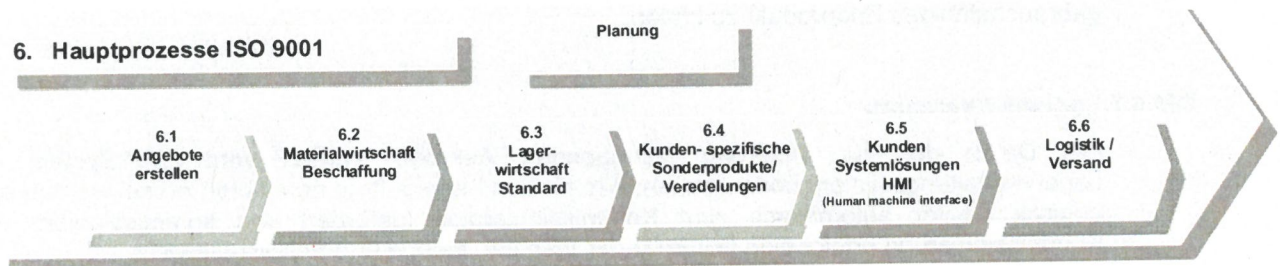 6. Hauptprozesse ISO 9001
Planung
6.1
Angebote
erstellen
6.2
Materialwirtschaft
Beschaffung
6.3
Lager-
wirtschaft
Standard
6.4
Kunden- spezifische
Sonderprodukte
Veredelungen
6.5
Kunden
Systemlösungen
HMI
(Human machine interface)
6.6
Logistik /
Versand